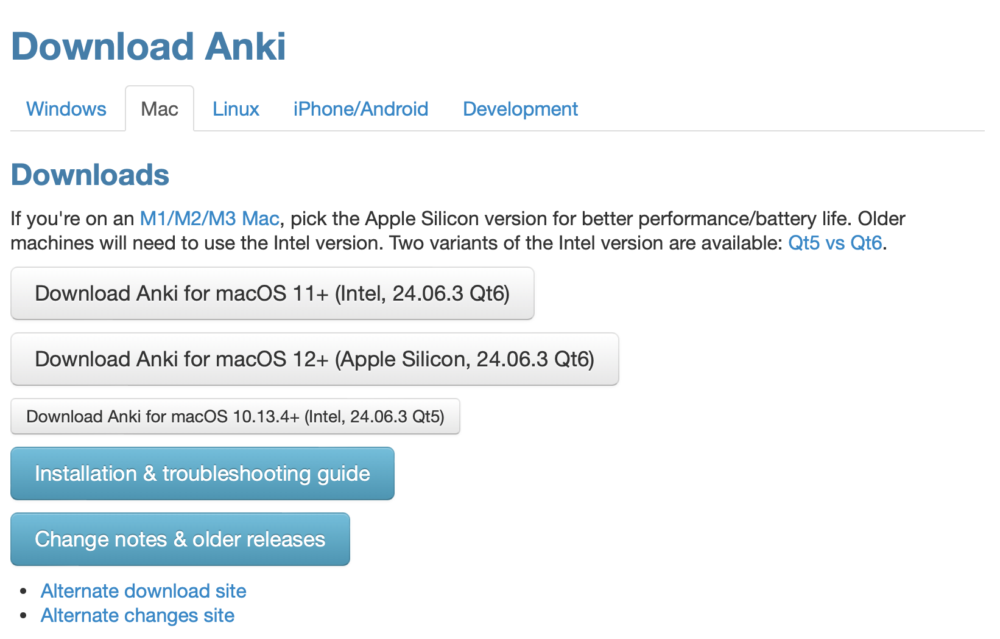 Download Anki
Windows Mac Linux iPhone/Android Development
Downloads
If you're on an M1/M2/M3 Mac, pick the Apple Silicon version for better performance/battery life. Older
machines will need to use the Intel version. Two variants of the Intel version are available: Qt5 vs Qt6.
Download Anki for macOS 11+ (Intel, 24.06.3 Qt6)
Download Anki for macOS 12+ (Apple Silicon, 24.06.3 Qt6)
Download Anki for macOS 10.13.4+ (Intel, 24.06.3 Qt5)
Installation & troubleshooting guide
Change notes & older releases
• Alternate download site
• Alternate changes site